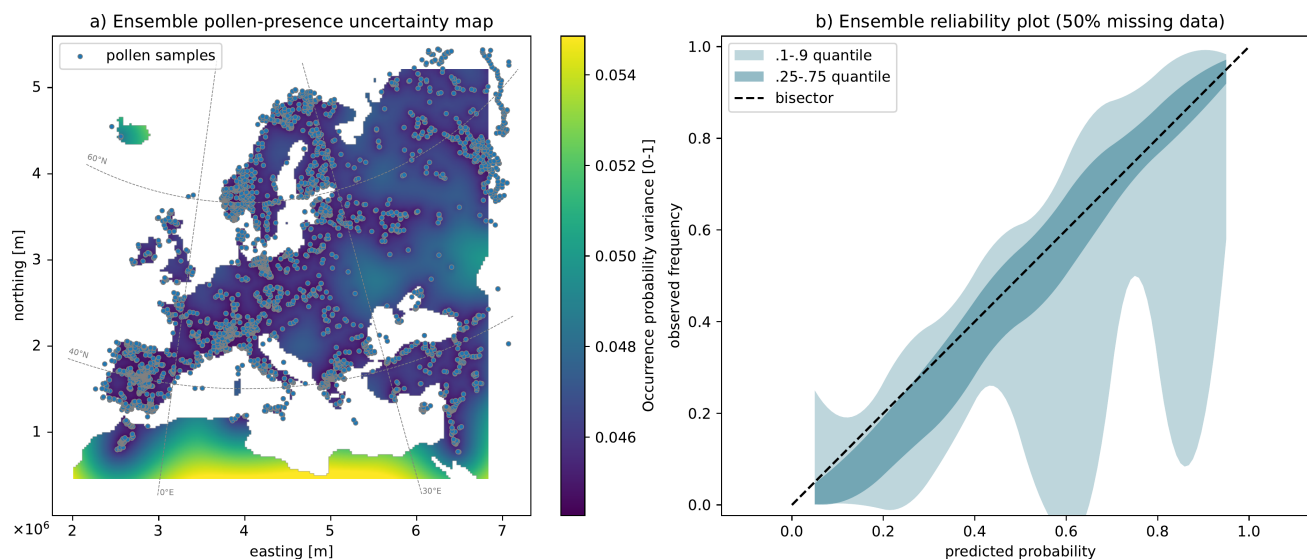 a) Ensemble pollen-presence uncertainty map
pollen samples
60°N
40°N
0°E
30°E
5
4
3
2
1
northing [m]
×10⁶
2
3
4
5
6
7
easting [m]
0.054
0.052
0.050
0.048
0.046
Occurrence probability variance [0-1]
b) Ensemble reliability plot (50% missing data)
.1-.9 quantile
.25-.75 quantile
bisector
1.0
0.8
0.6
0.4
0.2
0.0
observed frequency
0.0
0.2
0.4
0.6
0.8
1.0
predicted probability